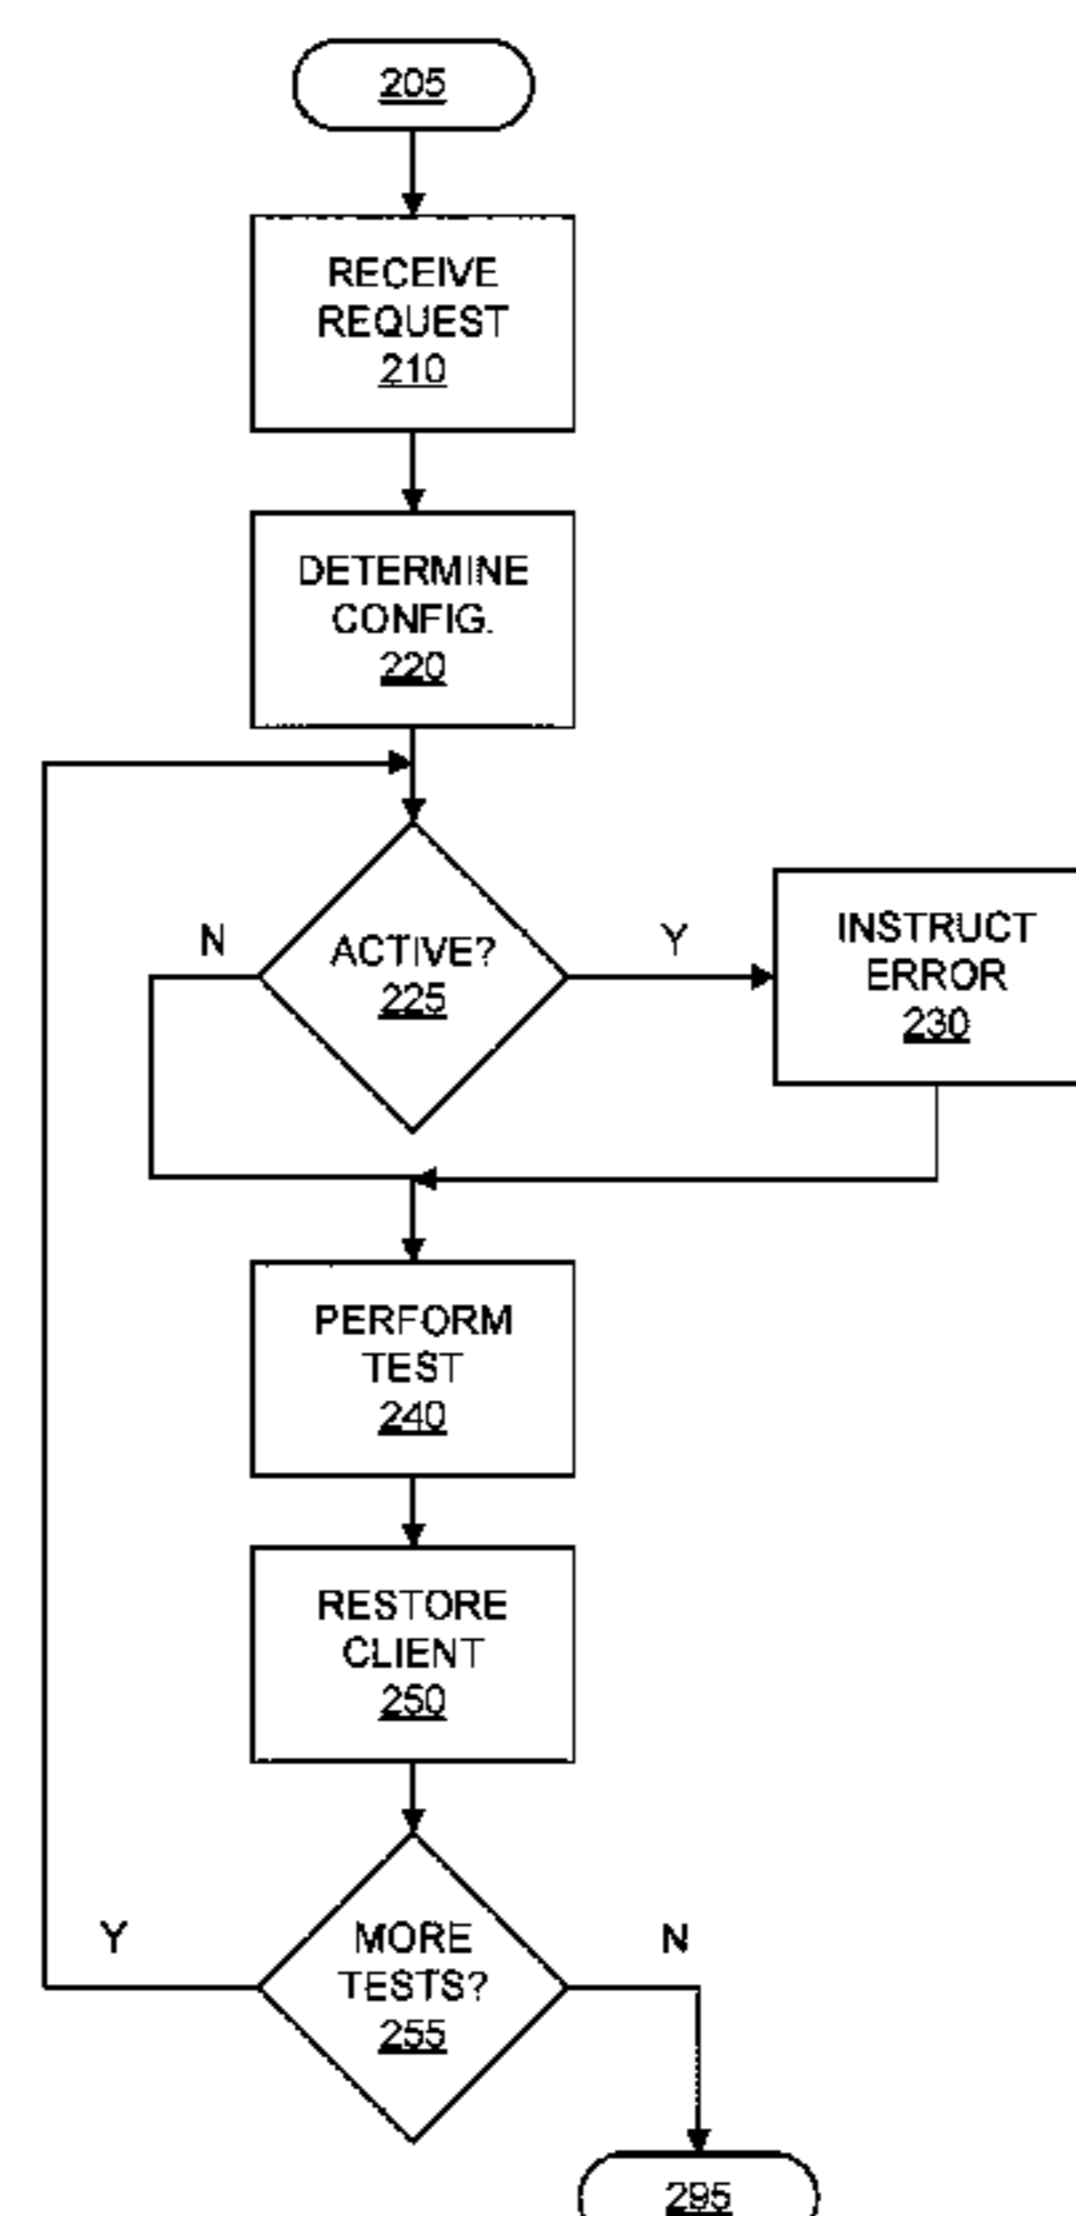 205
RECEIVE
REQUEST
210
DETERMINE
CONFIG.
220
N
ACTIVE?
225
Y
INSTRUCT
ERROR
230
PERFORM
TEST
240
RESTORE
CLIENT
250
Y
MORE
TESTS?
255
N
295